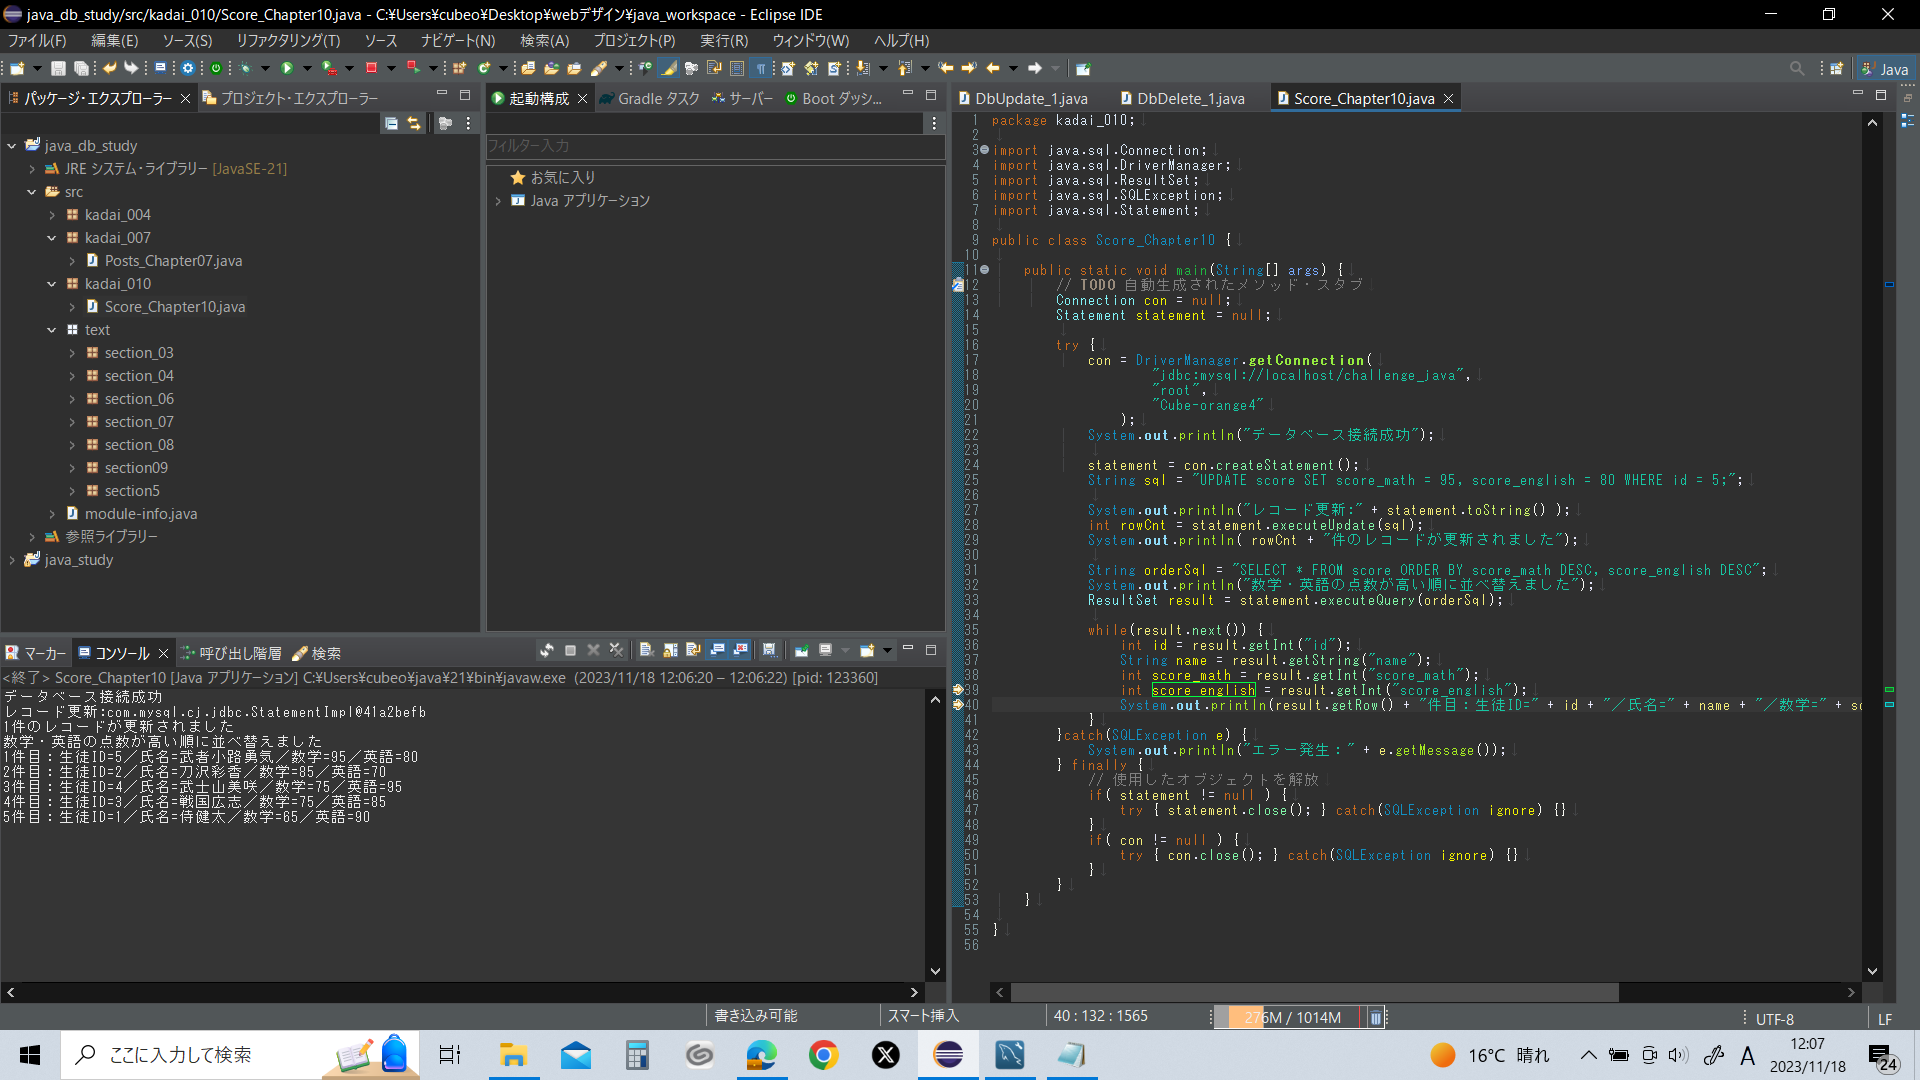 java_db_study/src/kadai_010/Score_Chapter10.java - C:¥Users¥cubeo¥Desktop¥webデザイン¥java_workspace - Eclipse IDE
ファイル(F) 編集(E) ソース(S) リファクタリング(T) ソース ナビゲート(N) 検索(A) プロジェクト(P) 実行(R) ウィンドウ(W) ヘルプ(H)
Java
パッケージ・エクスプローラー プロジェクト・エクスプローラー
java_db_study
JRE システム・ライブラリー [JavaSE-21]
src
kadai_004
kadai_007
Posts_Chapter07.java
kadai_010
Score_Chapter10.java
text
section_03
section_04
section_06
section_07
section_08
section09
section5
module-info.java
参照ライブラリー
java_study
起動構成 Gradle タスク サーバー Boot ダッシ...
フィルター入力
お気に入り
Java アプリケーション
DbUpdate_1.java DbDelete_1.java Score_Chapter10.java
1 package kadai_010;
2
3 import java.sql.Connection;
4 import java.sql.DriverManager;
5 import java.sql.ResultSet;
6 import java.sql.SQLException;
7 import java.sql.Statement;
8
9 public class Score_Chapter10 {
10
11 public static void main(String[] args) {
12 // TODO 自動生成されたメソッド・スタブ
13 Connection con = null;
14 Statement statement = null;
15
16 try {
17 con = DriverManager.getConnection(
18 "jdbc:mysql://localhost/challenge_java",
19 "root",
20 "Cube-orange4"
21 );
22 System.out.println("データベース接続成功");
23
24 statement = con.createStatement();
25 String sql = "UPDATE score SET score_math = 95, score_english = 80 WHERE id = 5;";
26
27 System.out.println("レコード更新:" + statement.toString() );
28 int rowCnt = statement.executeUpdate(sql);
29 System.out.println( rowCnt + "件のレコードが更新されました");
30
31 String orderSql = "SELECT * FROM score ORDER BY score_math DESC, score_english DESC";
32 System.out.println("数学・英語の点数が高い順に並べ替えました");
33 ResultSet result = statement.executeQuery(orderSql);
34
35 while(result.next()) {
36 int id = result.getInt("id");
37 String name = result.getString("name");
38 int score_math = result.getInt("score_math");
39 int score_english = result.getInt("score_english");
40 System.out.println(result.getRow() + "件目：生徒ID=" + id + "／氏名=" + name + "／数学=" + sc
41 }
42 }catch(SQLException e) {
43 System.out.println("エラー発生：" + e.getMessage());
44 } finally {
45 // 使用したオブジェクトを解放
46 if( statement != null ) {
47 try { statement.close(); } catch(SQLException ignore) {}
48 }
49 if( con != null ) {
50 try { con.close(); } catch(SQLException ignore) {}
51 }
52 }
53 }
54
55 }
56
マーカー コンソール 呼び出し階層 検索
<終了> Score_Chapter10 [Java アプリケーション] C:¥Users¥cubeo¥java¥21¥bin¥javaw.exe (2023/11/18 12:06:20 – 12:06:22) [pid: 123360]
データベース接続成功
レコード更新:com.mysql.cj.jdbc.StatementImpl@41a2befb
1件のレコードが更新されました
数学・英語の点数が高い順に並べ替えました
1件目：生徒ID=5／氏名=武者小路勇気／数学=95／英語=80
2件目：生徒ID=2／氏名=刀沢彩香／数学=85／英語=70
3件目：生徒ID=4／氏名=武士山美咲／数学=75／英語=95
4件目：生徒ID=3／氏名=戦国広志／数学=75／英語=85
5件目：生徒ID=1／氏名=侍健太／数学=65／英語=90
書き込み可能 スマート挿入 40 : 132 : 1565 276M / 1014M UTF-8 LF
ここに入力して検索
16°C 晴れ
A
12:07
2023/11/18
24